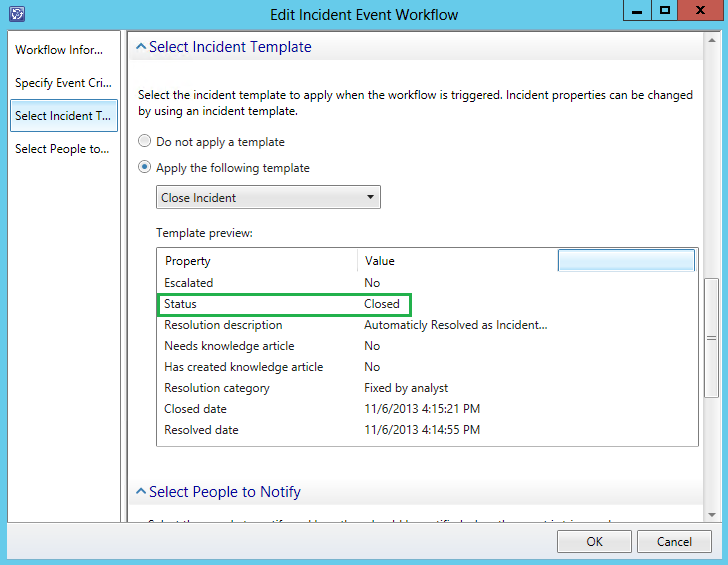 Edit Incident Event Workflow
Workflow Infor...
Specify Event Cri...
Select Incident T...
Select People to...
Select Incident Template
Select the incident template to apply when the workflow is triggered. Incident properties can be changed
by using an incident template.
Do not apply a template
Apply the following template
Close Incident
Template preview:
Property Value
Escalated No
Status Closed
Resolution description Automaticly Resolved as Incident...
Needs knowledge article No
Has created knowledge article No
Resolution category Fixed by analyst
Closed date 11/6/2013 4:15:21 PM
Resolved date 11/6/2013 4:14:55 PM
Select People to Notify
OK Cancel